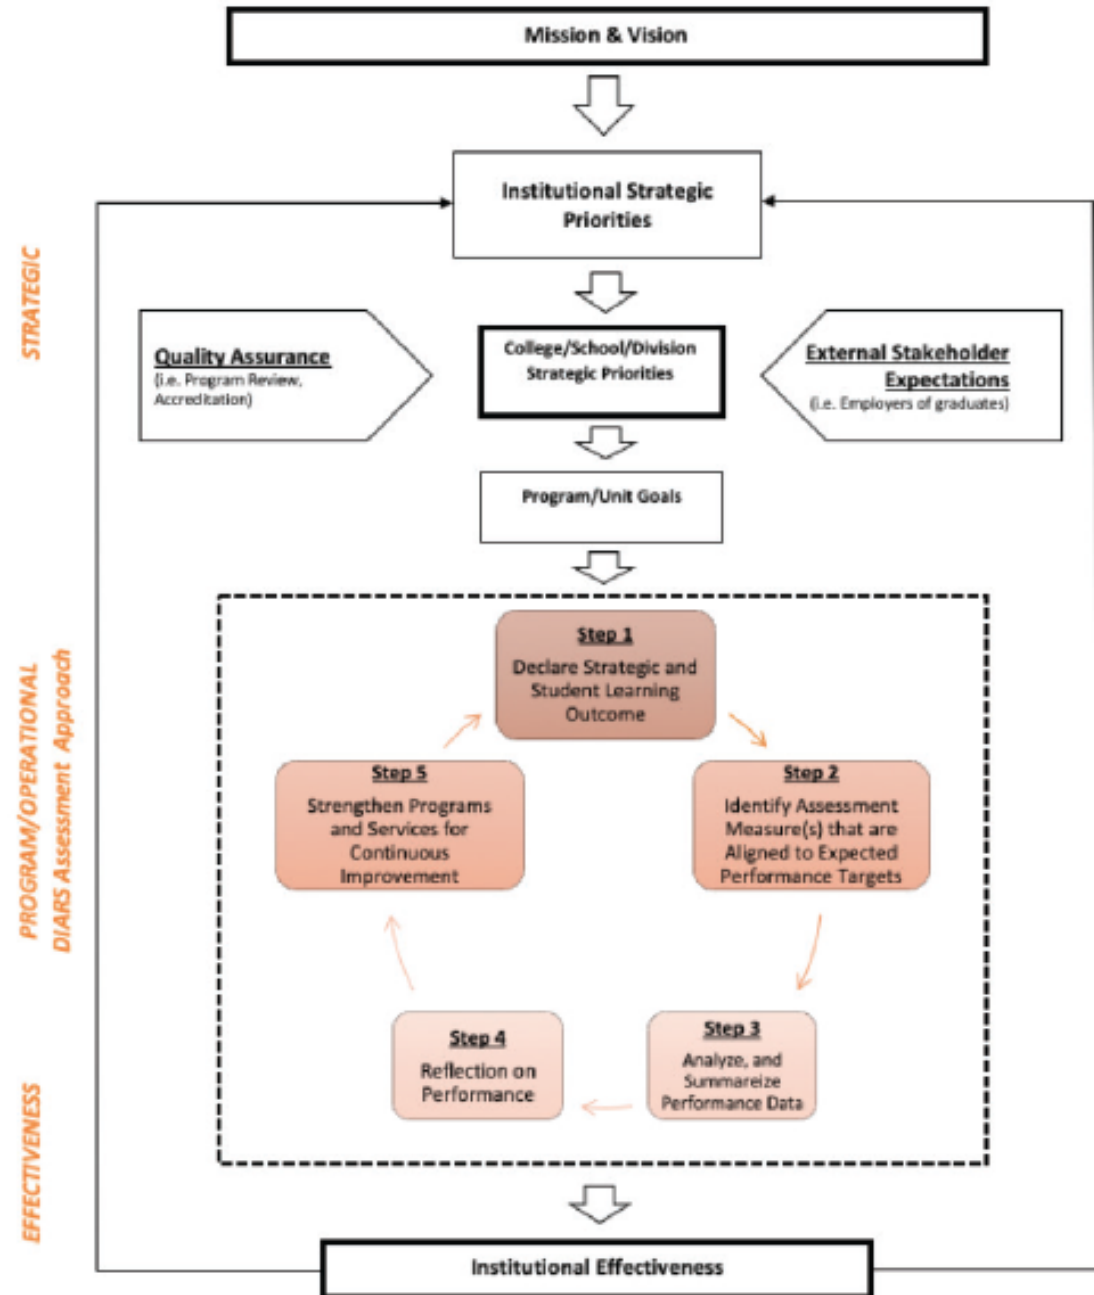 Mission & Vision
Institutional Strategic
Priorities
STRATEGIC
Quality Assurance
(i.e. Program Review,
Accreditation)
College/School/Division
Strategic Priorities
External Stakeholder
Expectations
(i.e. Employers of graduates)
Program/Unit Goals
PROGRAM/OPERATIONAL
DIARS Assessment Approach
Step 1
Declare Strategic and
Student Learning
Outcome
Step 2
Identify Assessment
Measure(s) that are
Aligned to Expected
Performance Targets
Step 3
Analyze, and
Summareize
Performance Data
Step 4
Reflection on
Performance
Step 5
Strengthen Programs
and Services for
Continuous
Improvement
EFFECTIVENESS
Institutional Effectiveness